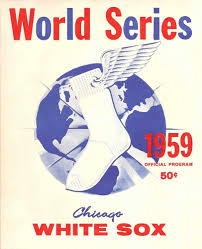 World Series
1959
OFFICIAL PROGRAM
50¢
Chicago
WHITE SOX